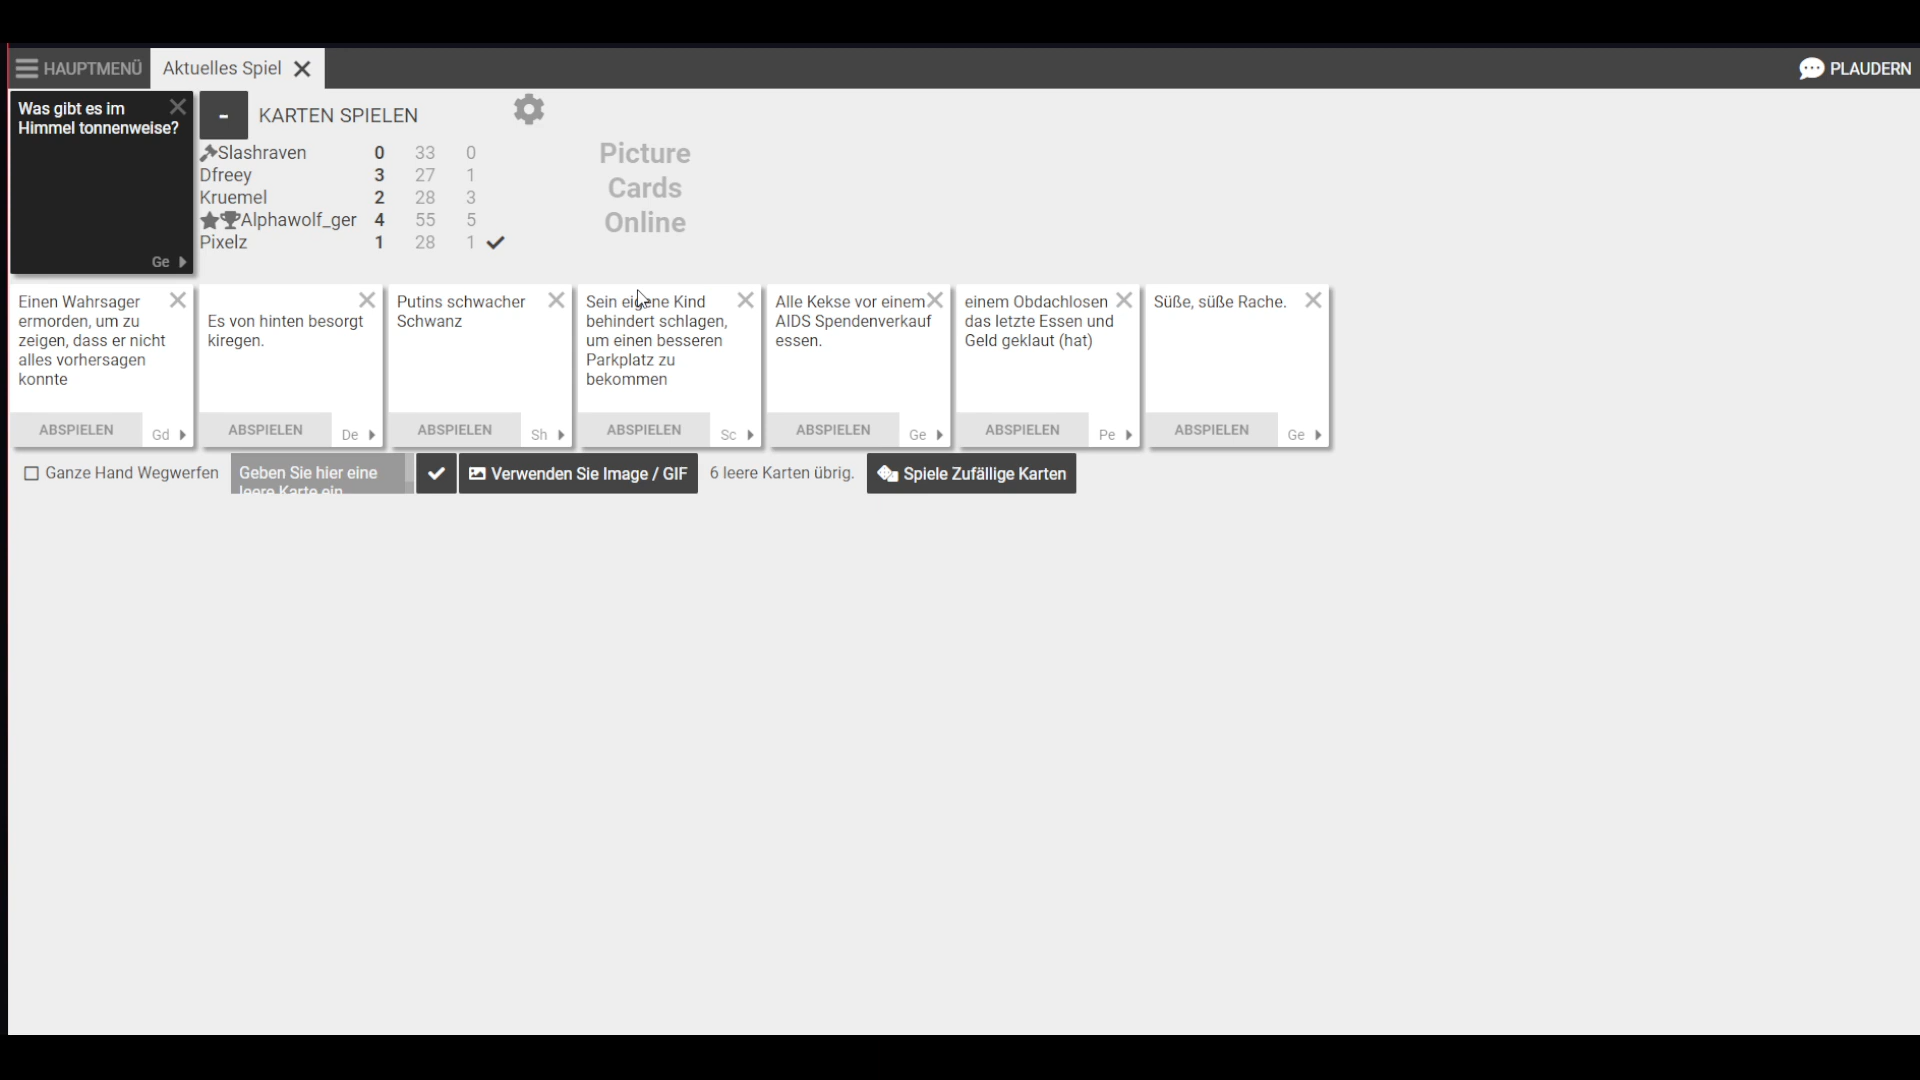 HAUPTMENÜ
Aktuelles Spiel
PLAUDERN
Was gibt es im
Himmel tonnenweise?
Ge
-
KARTEN SPIELEN
Slashraven 0 33 0
Dfreey 3 27 1
Kruemel 2 28 3
Alphawolf_ger 4 55 5
Pixelz 1 28 1
Picture
Cards
Online
Einen Wahrsager
ermorden, um zu
zeigen, dass er nicht
alles vorhersagen
konnte
ABSPIELEN
Gd
Es von hinten besorgt
kiregen.
ABSPIELEN
De
Putins schwacher
Schwanz
ABSPIELEN
Sh
Sein eigene Kind
behindert schlagen,
um einen besseren
Parkplatz zu
bekommen
ABSPIELEN
Sc
Alle Kekse vor einem
AIDS Spendenverkauf
essen.
ABSPIELEN
Ge
einem Obdachlosen
das letzte Essen und
Geld geklaut (hat)
ABSPIELEN
Pe
Süße, süße Rache.
ABSPIELEN
Ge
Ganze Hand Wegwerfen
Geben Sie hier eine
leere Karte ein
Verwenden Sie Image / GIF
6 leere Karten übrig.
Spiele Zufällige Karten